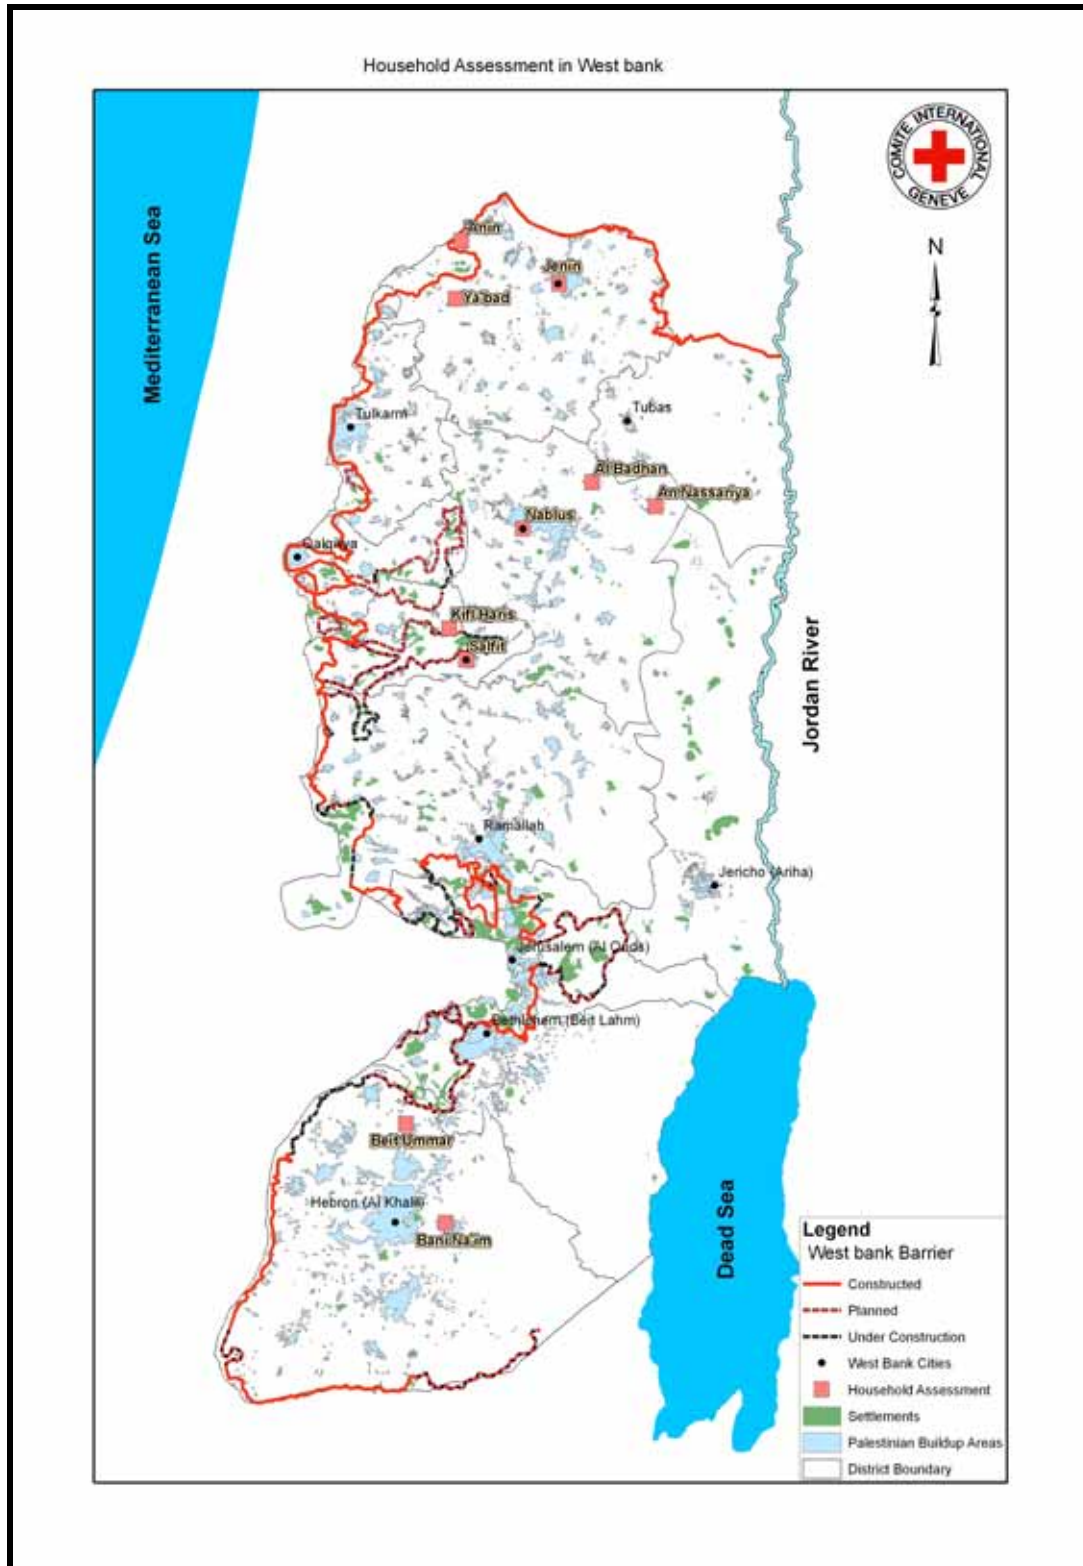 Household Assessment in West bank
COMITE INTERNATIONAL
GENEVE
N
Mediterranean Sea
Anin
Jenin
Ya'bad
Tulkarm
Tubas
Al Badhan
An Nassariya
Nablus
Qalqilya
Kifl Haris
Salfit
Jordan River
Ramallah
Jericho (Ariha)
Jerusalem (Al Quds)
Bethlehem (Beit Lahm)
Beit Ummar
Hebron (Al Khalil)
Bani Na'im
Dead Sea
Legend
West bank Barrier
Constructed
Planned
Under Construction
West Bank Cities
Household Assessment
Settlements
Palestinian Buildup Areas
District Boundary